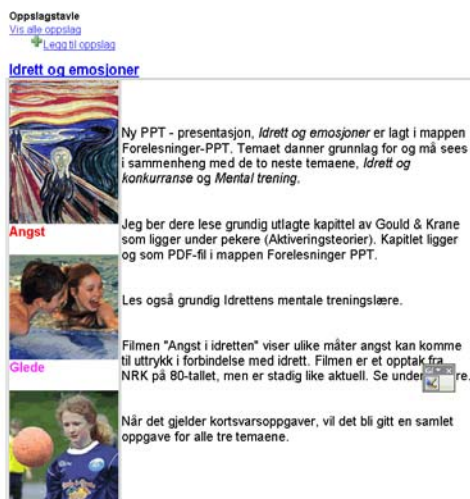 Oppslagstavle
Vis alle oppslag
Legg til oppslag
Idrett og emosjoner
Ny PPT - presentasjon, Idrett og emosjoner er lagt i mappen
Forelesninger-PPT. Temaet danner grunnlag for og må sees
i sammenheng med de to neste temaene, Idrett og
konkurranse og Mental trening.
Angst
Jeg ber dere lese grundig utlagte kapittel av Gould & Krane
som ligger under pekere (Aktiveringsteorier). Kapitlet ligger
og som PDF-fil i mappen Forelesninger PPT.
Les også grundig Idrettens mentale treningslære.
Filmen "Angst i idretten" viser ulike måter angst kan komme
til uttrykk i forbindelse med idrett. Filmen er et opptak fra
NRK på 80-tallet, men er stadig like aktuell. Se under re.
Glede
Når det gjelder kortsvarsoppgaver, vil det bli gitt en samlet
oppgave for alle tre temaene.